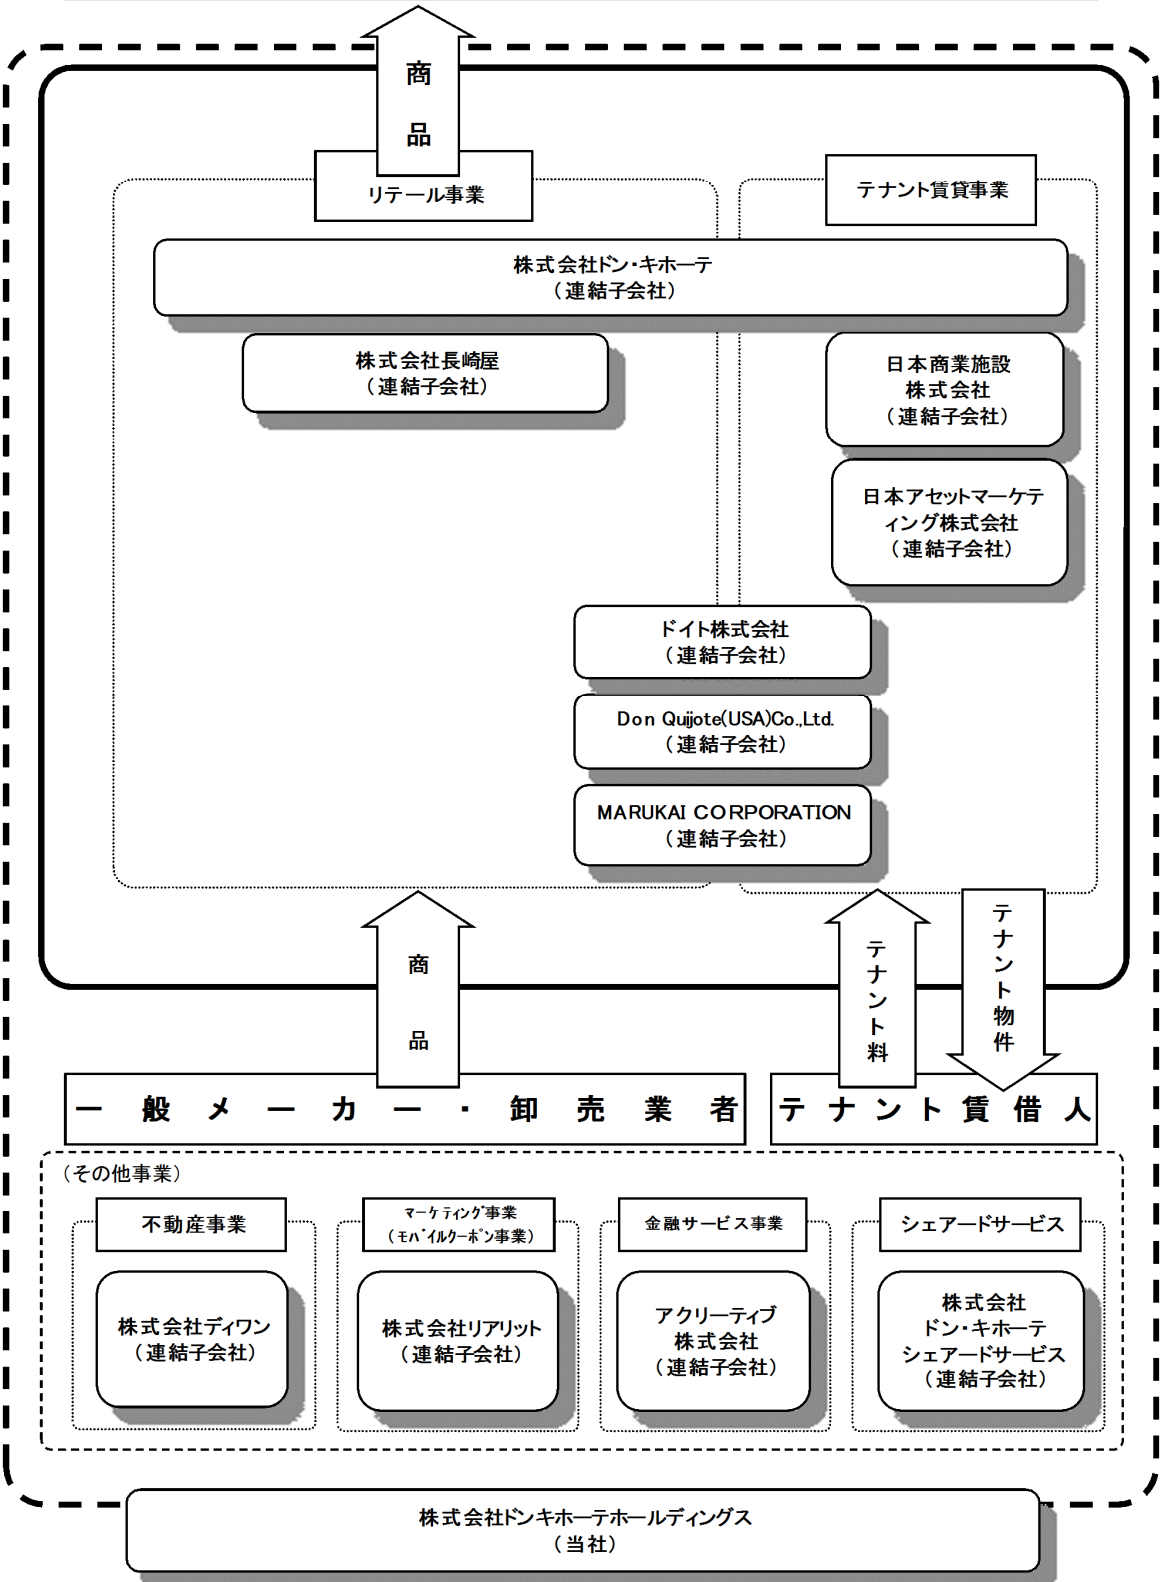 商
品
リテール事業
テナント賃貸事業
株式会社ドン・キホーテ
(連結子会社)
株式会社長崎屋
(連結子会社)
日本商業施設
株式会社
(連結子会社)
日本アセットマーケテ
ィング株式会社
(連結子会社)
ドイト株式会社
(連結子会社)
Don Quijote(USA)Co.,Ltd.
(連結子会社)
MARUKAI CORPORATION
(連結子会社)
商
品
テナント料
テナント物件
一般メーカー・卸売業者
テナント賃借人
(その他事業)
不動産事業
マーケティング事業
(モバイルクーポン事業)
金融サービス事業
シェアードサービス
株式会社ディワン
(連結子会社)
株式会社リアリット
(連結子会社)
アクリーティブ
株式会社
(連結子会社)
株式会社
ドン・キホーテ
シェアードサービス
(連結子会社)
株式会社ドンキホーテホールディングス
(当社)